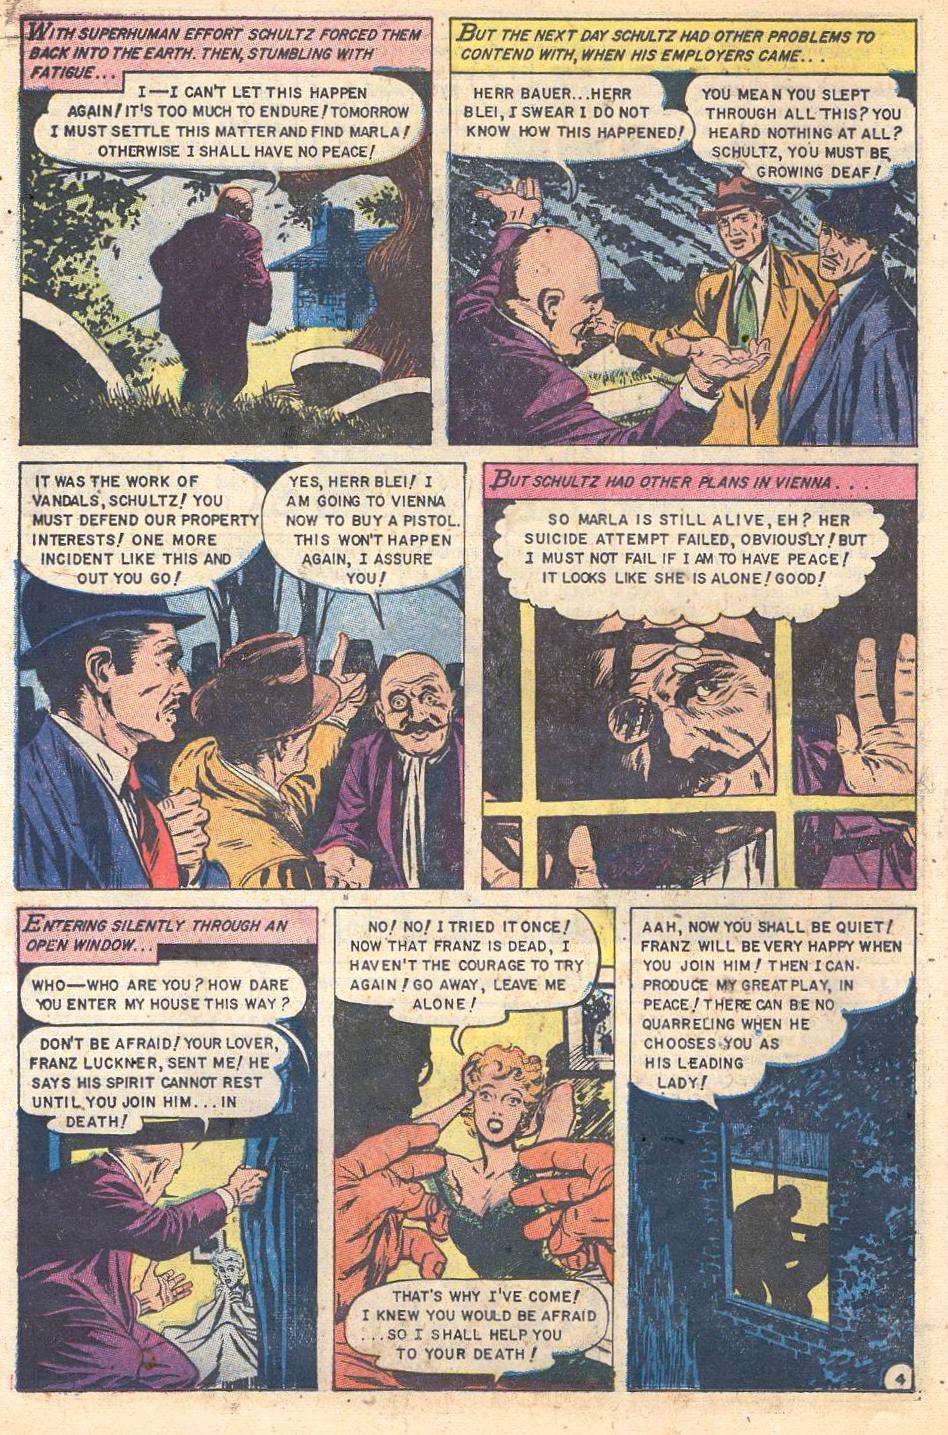 WITH SUPERHUMAN EFFORT SCHULTZ FORCED THEM
BACK INTO THE EARTH. THEN, STUMBLING WITH
FATIGUE...
I--I CAN'T LET THIS HAPPEN
AGAIN! IT'S TOO MUCH TO ENDURE! TOMORROW
I MUST SETTLE THIS MATTER AND FIND MARLA!
OTHERWISE I SHALL HAVE NO PEACE!
BUT THE NEXT DAY SCHULTZ HAD OTHER PROBLEMS TO
CONTEND WITH, WHEN HIS EMPLOYERS CAME...
HERR BAUER...HERR
BLEI, I SWEAR I DO NOT
KNOW HOW THIS HAPPENED!
YOU MEAN YOU SLEPT
THROUGH ALL THIS? YOU
HEARD NOTHING AT ALL?
SCHULTZ, YOU MUST BE
GROWING DEAF!
IT WAS THE WORK OF
VANDALS, SCHULTZ! YOU
MUST DEFEND OUR PROPERTY
INTERESTS! ONE MORE
INCIDENT LIKE THIS AND
OUT YOU GO!
YES, HERR BLEI! I
AM GOING TO VIENNA
NOW TO BUY A PISTOL.
THIS WON'T HAPPEN
AGAIN, I ASSURE
YOU!
BUT SCHULTZ HAD OTHER PLANS IN VIENNA...
SO MARLA IS STILL ALIVE, EH? HER
SUICIDE ATTEMPT FAILED, OBVIOUSLY! BUT
I MUST NOT FAIL IF I AM TO HAVE PEACE!
IT LOOKS LIKE SHE IS ALONE! GOOD!
ENTERING SILENTLY THROUGH AN
OPEN WINDOW...
WHO--WHO ARE YOU? HOW DARE
YOU ENTER MY HOUSE THIS WAY?
DON'T BE AFRAID! YOUR LOVER,
FRANZ LUCKNER, SENT ME! HE
SAYS HIS SPIRIT CANNOT REST
UNTIL YOU JOIN HIM...IN
DEATH!
NO! NO! I TRIED IT ONCE!
NOW THAT FRANZ IS DEAD, I
HAVEN'T THE COURAGE TO TRY
AGAIN! GO AWAY, LEAVE ME
ALONE!
THAT'S WHY I'VE COME!
I KNEW YOU WOULD BE AFRAID
...SO I SHALL HELP YOU
TO YOUR DEATH!
AAH, NOW YOU SHALL BE QUIET!
FRANZ WILL BE VERY HAPPY WHEN
YOU JOIN HIM! THEN I CAN
PRODUCE MY GREAT PLAY, IN
PEACE! THERE CAN BE NO
QUARRELING WHEN HE
CHOOSES YOU AS
HIS LEADING
LADY!
4